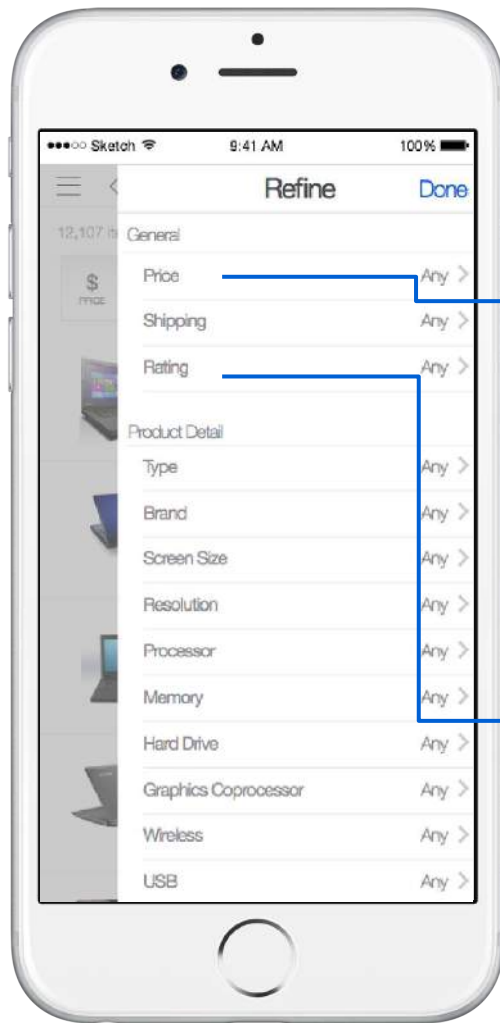 ●●●○○ Sketch 9:41 AM 100%
Refine Done
12,107 it
General
$
PRICE
Price Any >
Shipping Any >
Rating Any >
Product Detail
Type Any >
Brand Any >
Screen Size Any >
Resolution Any >
Processor Any >
Memory Any >
Hard Drive Any >
Graphics Coprocessor Any >
Wireless Any >
USB Any >